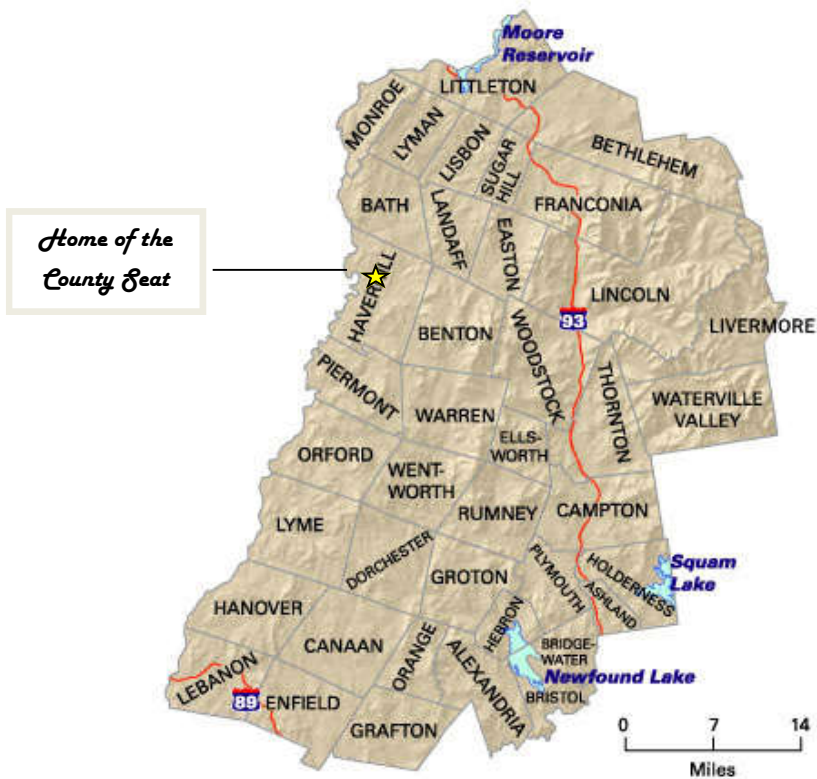 Moore
Reservoir
LITTLETON
MONROE
LYMAN
LISBON
SUGAR
HILL
BETHLEHEM
FRANCONIA
BATH
LANDAFF
EASTON
Home of the
County Seat
HAVERHILL
LINCOLN
93
LIVERMORE
BENTON
WOODSTOCK
PIERMONT
THORNTON
WATERVILLE
VALLEY
WARREN
ELLS-
WORTH
ORFORD
WENT-
WORTH
RUMNEY
CAMPTON
LYME
DORCHESTER
GROTON
PLYMOUTH
HOLDERNESS
ASHLAND
Squam
Lake
HANOVER
CANAAN
ORANGE
HEBRON
ALEXANDRIA
BRIDGE-
WATER
Newfound Lake
BRISTOL
LEBANON
89
ENFIELD
GRAFTON
0 7 14
Miles